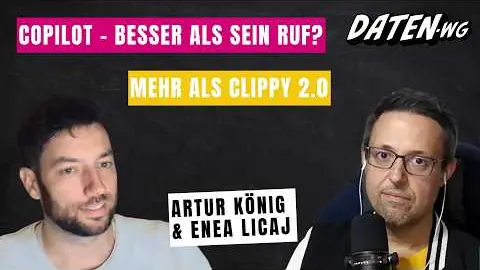 COPILOT - BESSER ALS SEIN RUF?
DATEN-WG
MEHR ALS CLIPPY 2.0
ARTUR KÖNIG
& ENEA LICAJ